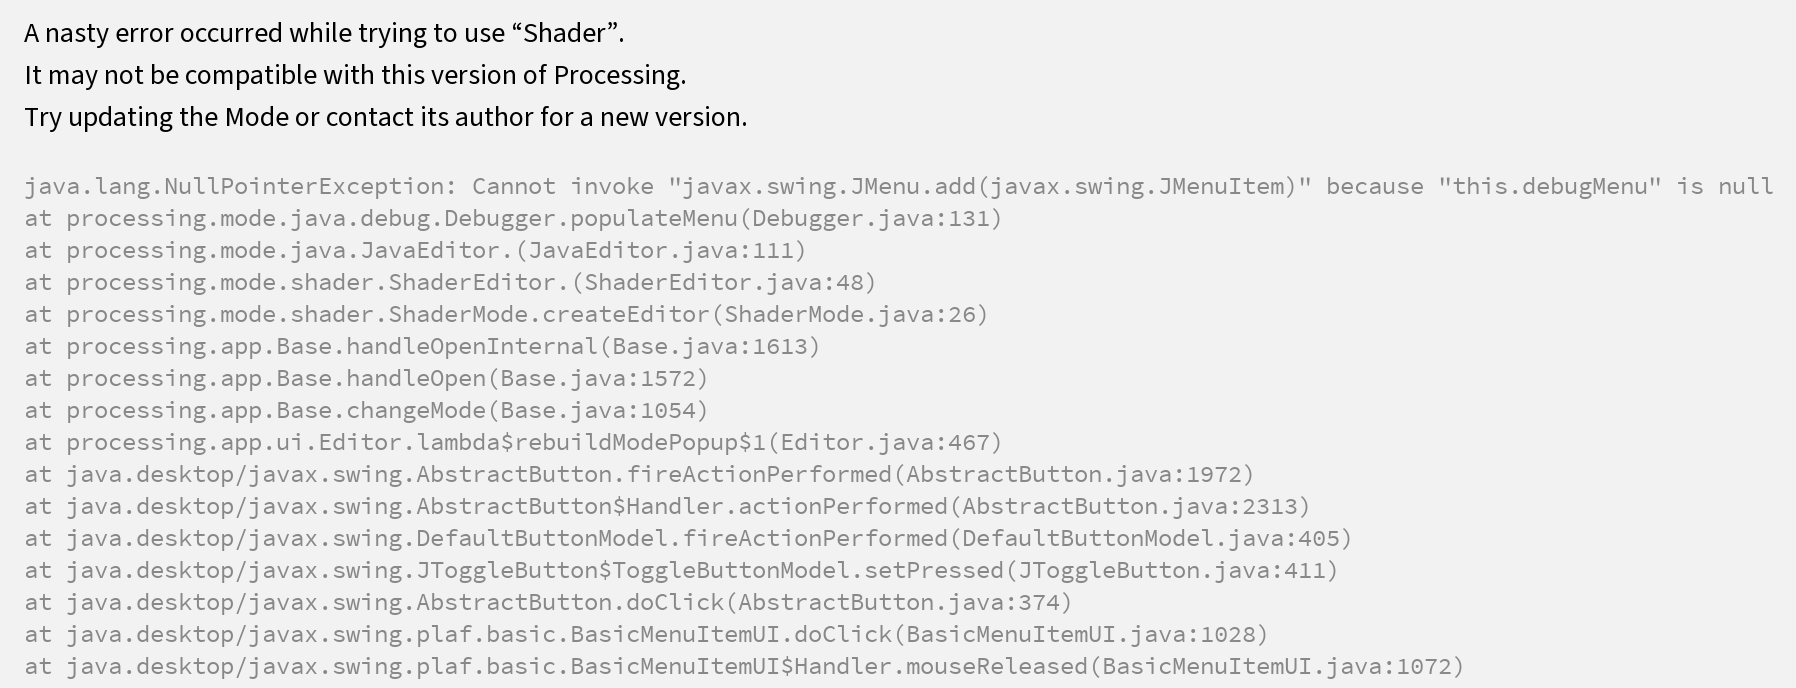 A nasty error occurred while trying to use “Shader”.
It may not be compatible with this version of Processing.
Try updating the Mode or contact its author for a new version.
java.lang.NullPointerException: Cannot invoke "javax.swing.JMenu.add(javax.swing.JMenuItem)" because "this.debugMenu" is null
at processing.mode.java.debug.Debugger.populateMenu(Debugger.java:131)
at processing.mode.java.JavaEditor.(JavaEditor.java:111)
at processing.mode.shader.ShaderEditor.(ShaderEditor.java:48)
at processing.mode.shader.ShaderMode.createEditor(ShaderMode.java:26)
at processing.app.Base.handleOpenInternal(Base.java:1613)
at processing.app.Base.handleOpen(Base.java:1572)
at processing.app.Base.changeMode(Base.java:1054)
at processing.app.ui.Editor.lambda$rebuildModePopup$1(Editor.java:467)
at java.desktop/javax.swing.AbstractButton.fireActionPerformed(AbstractButton.java:1972)
at java.desktop/javax.swing.AbstractButton$Handler.actionPerformed(AbstractButton.java:2313)
at java.desktop/javax.swing.DefaultButtonModel.fireActionPerformed(DefaultButtonModel.java:405)
at java.desktop/javax.swing.JToggleButton$ToggleButtonModel.setPressed(JToggleButton.java:411)
at java.desktop/javax.swing.AbstractButton.doClick(AbstractButton.java:374)
at java.desktop/javax.swing.plaf.basic.BasicMenuItemUI.doClick(BasicMenuItemUI.java:1028)
at java.desktop/javax.swing.plaf.basic.BasicMenuItemUI$Handler.mouseReleased(BasicMenuItemUI.java:1072)